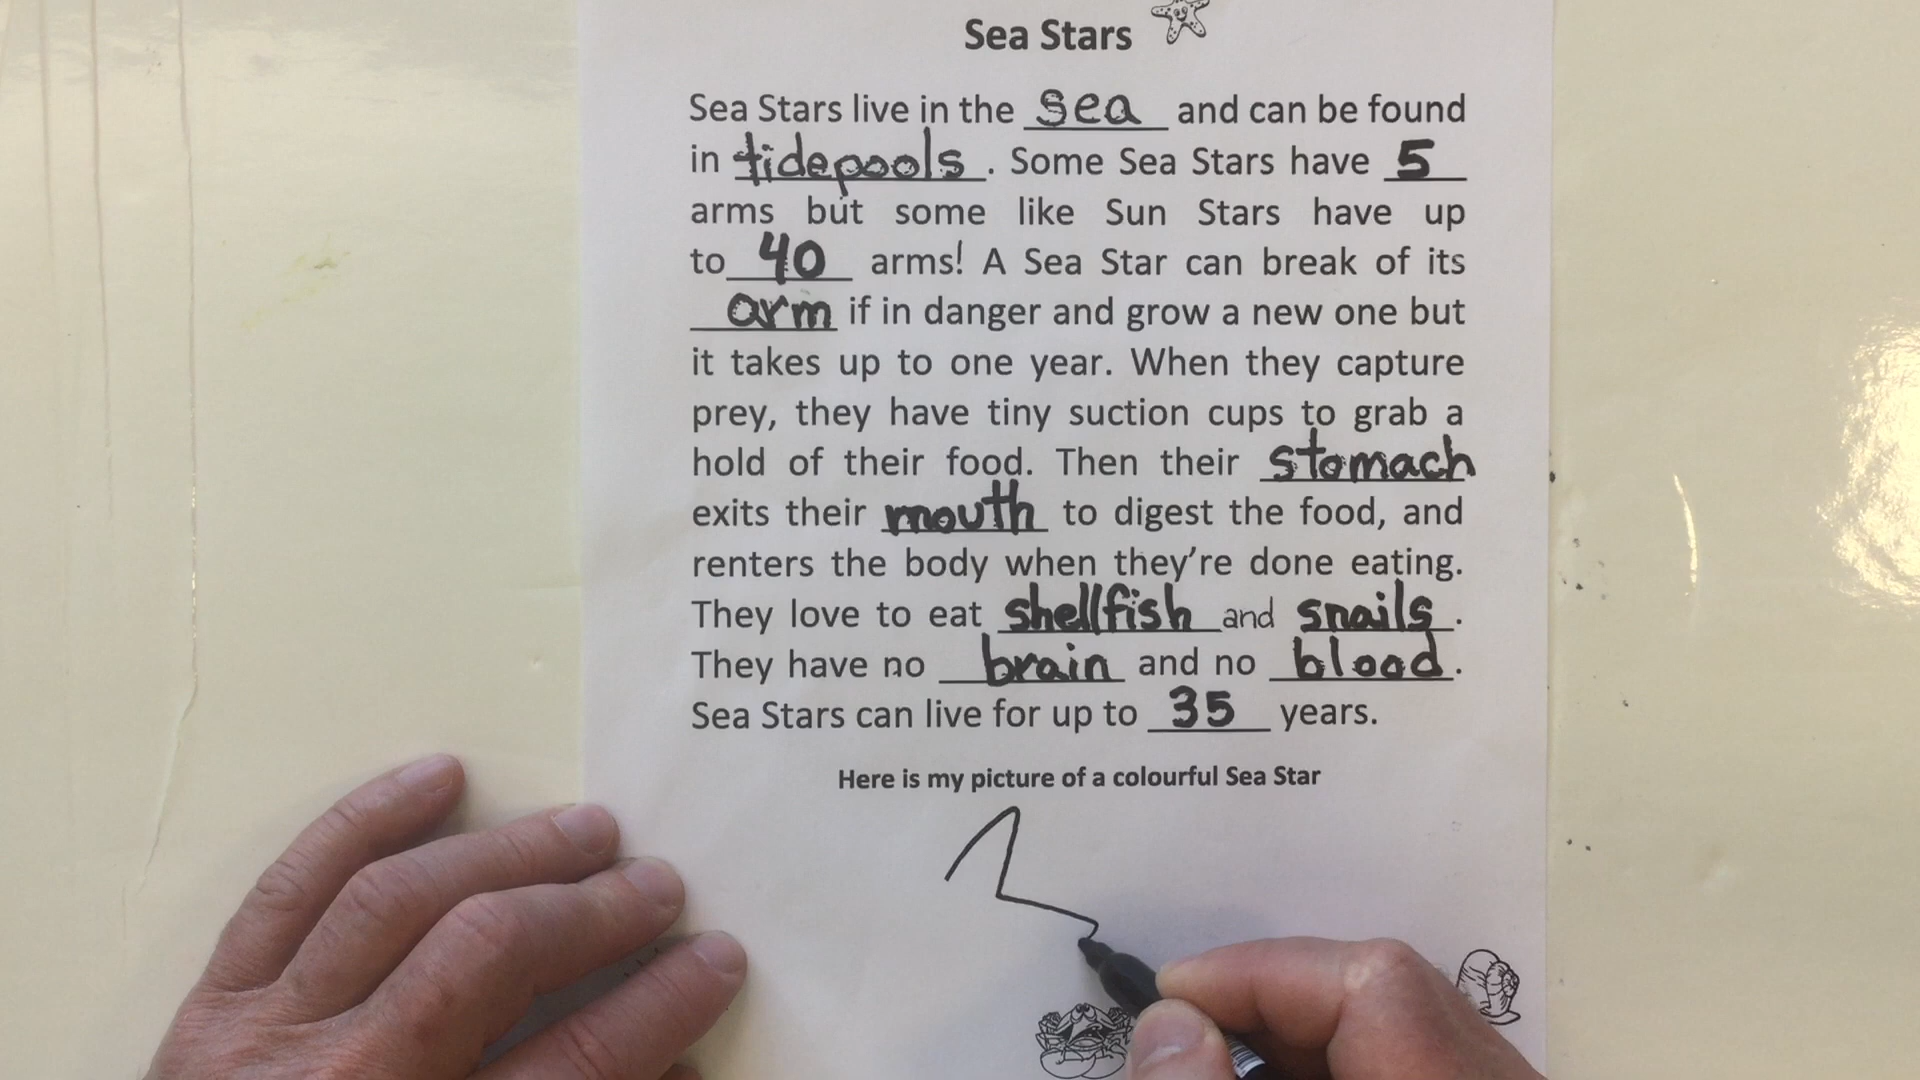 Sea Stars
Sea Stars live in the sea and can be found
in tidepools. Some Sea Stars have 5
arms but some like Sun Stars have up
to 40 arms! A Sea Star can break of its
arm if in danger and grow a new one but
it takes up to one year. When they capture
prey, they have tiny suction cups to grab a
hold of their food. Then their stomach
exits their mouth to digest the food, and
renters the body when they're done eating.
They love to eat shellfish and snails.
They have no brain and no blood.
Sea Stars can live for up to 35 years.
Here is my picture of a colourful Sea Star